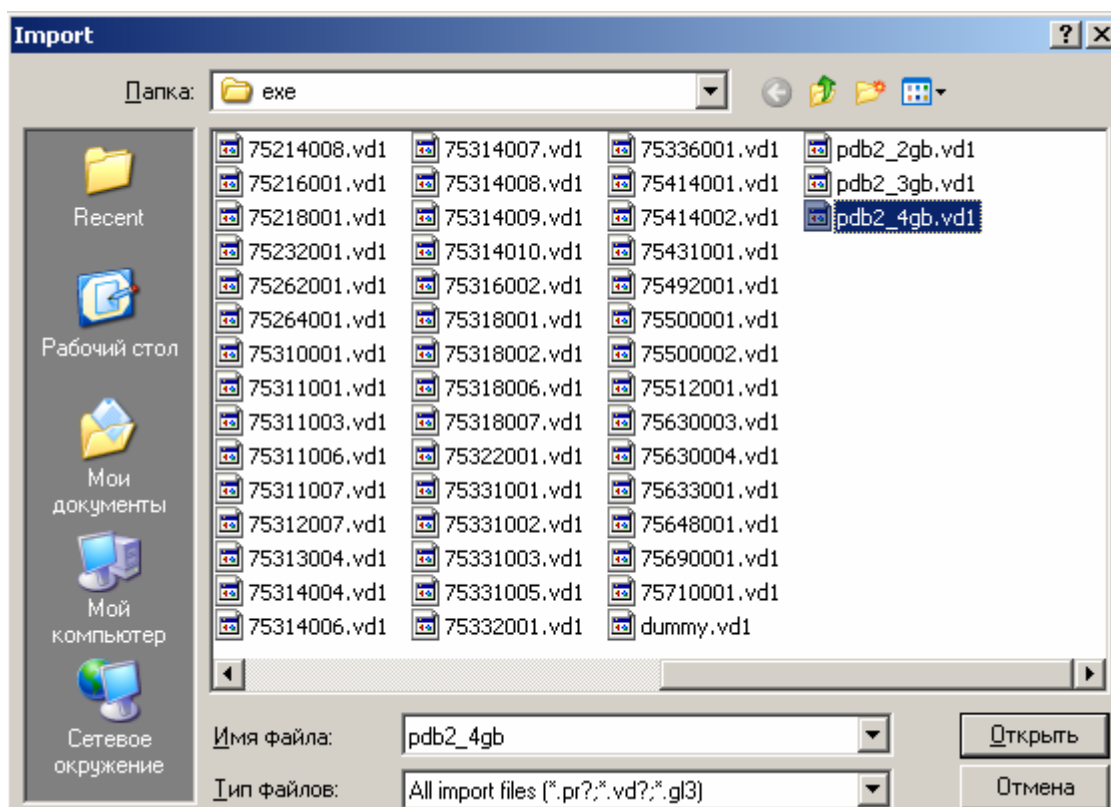 Import
Папка: exe
75214008.vd1 75314007.vd1 75336001.vd1 pdb2_2gb.vd1
75216001.vd1 75314008.vd1 75414001.vd1 pdb2_3gb.vd1
75218001.vd1 75314009.vd1 75414002.vd1 pdb2_4gb.vd1
75232001.vd1 75314010.vd1 75431001.vd1
75262001.vd1 75316002.vd1 75492001.vd1
75264001.vd1 75318001.vd1 75500001.vd1
75310001.vd1 75318002.vd1 75500002.vd1
75311001.vd1 75318006.vd1 75512001.vd1
75311003.vd1 75318007.vd1 75630003.vd1
75311006.vd1 75322001.vd1 75630004.vd1
75311007.vd1 75331001.vd1 75633001.vd1
75312007.vd1 75331002.vd1 75648001.vd1
75313004.vd1 75331003.vd1 75690001.vd1
75314004.vd1 75331005.vd1 75710001.vd1
75314006.vd1 75332001.vd1 dummy.vd1
Recent
Рабочий стол
Мои
документы
Мой
компьютер
Сетевое
окружение
Имя файла: pdb2_4gb Открыть
Тип файлов: All import files (*.pr?;*.vd?;*.gl3) Отмена